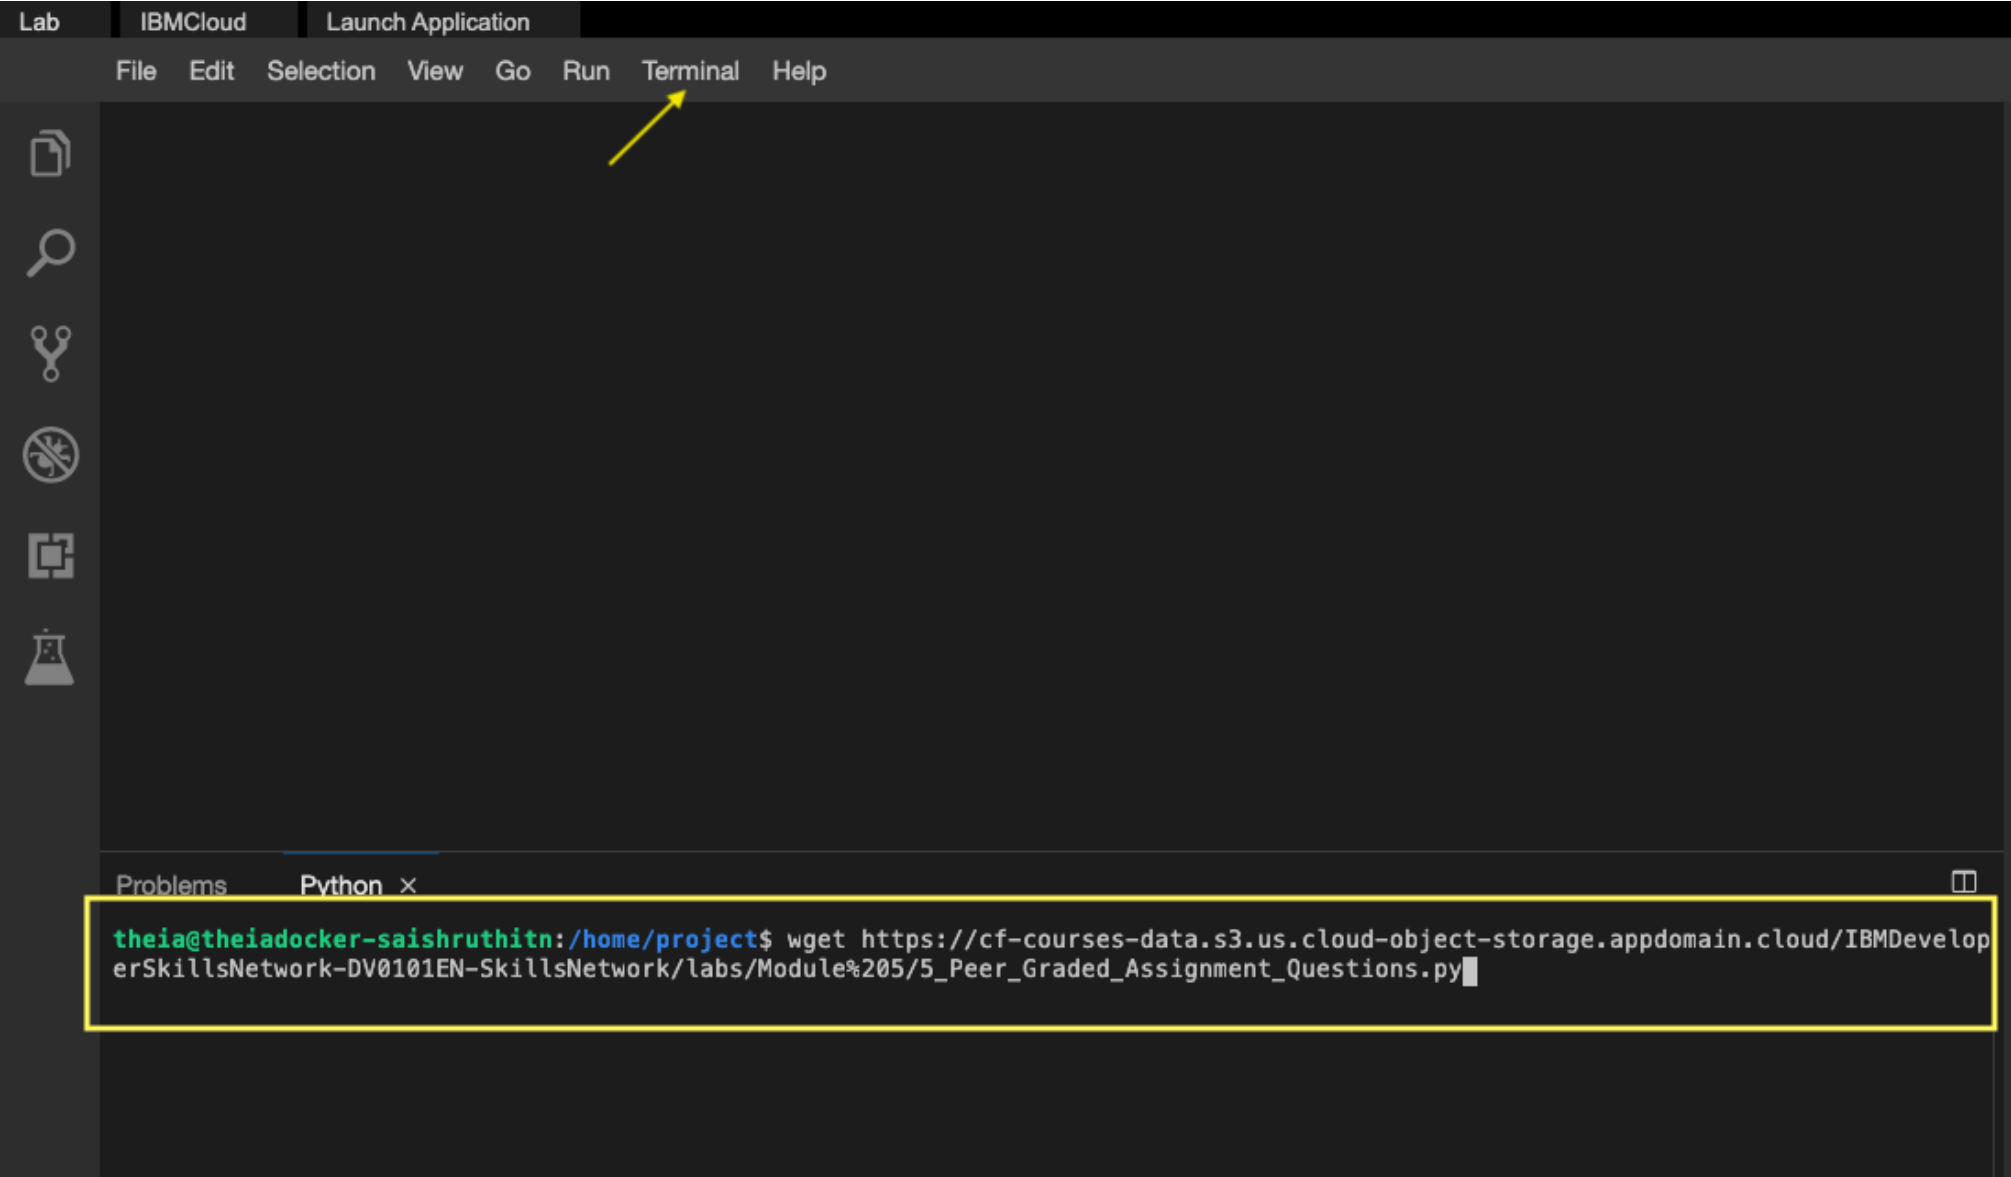 Lab IBMCloud Launch Application
File Edit Selection View Go Run Terminal Help
Problems Python ×
theia@theiadocker-saishruthitn:/home/project$ wget https://cf-courses-data.s3.us.cloud-object-storage.appdomain.cloud/IBMDevelop
erSkillsNetwork-DV0101EN-SkillsNetwork/labs/Module%205/5_Peer_Graded_Assignment_Questions.py